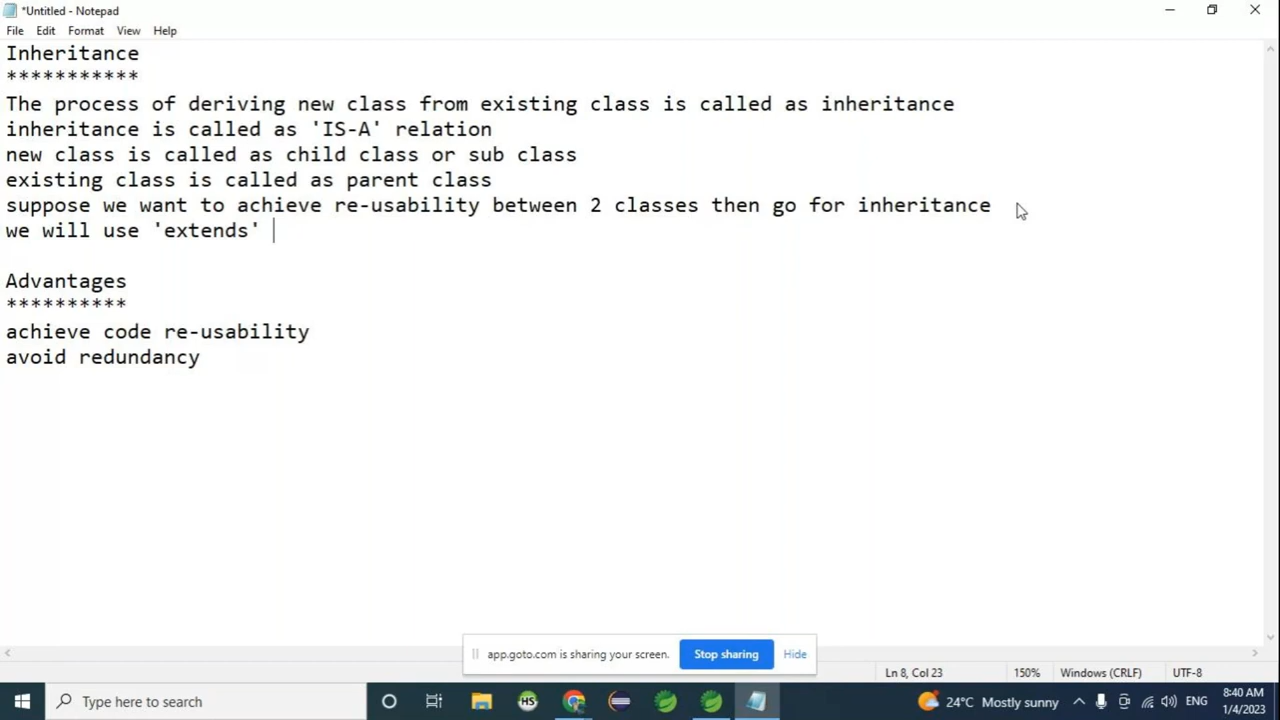 *Untitled - Notepad
File Edit Format View Help
Inheritance
***********
The process of deriving new class from existing class is called as inheritance
inheritance is called as 'IS-A' relation
new class is called as child class or sub class
existing class is called as parent class
suppose we want to achieve re-usability between 2 classes then go for inheritance
we will use 'extends'
Advantages
**********
achieve code re-usability
avoid redundancy
app.goto.com is sharing your screen. Stop sharing Hide
Ln 8, Col 23 150% Windows (CRLF) UTF-8
Type here to search HS 24°C Mostly sunny ENG 8:40 AM
1/4/2023